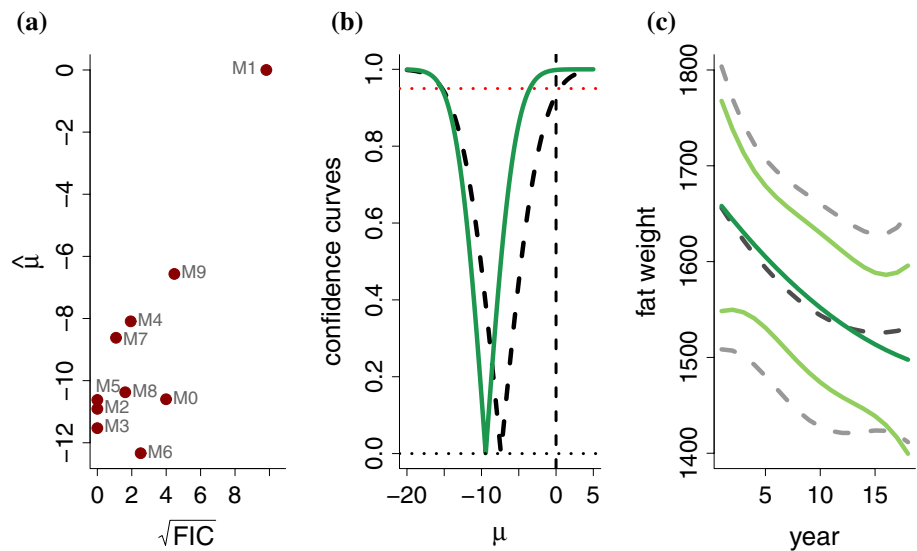 (a)
μ̂
0
−2
−4
−6
−8
−10
−12
M1
M9
M4
M7
M5
M8
M0
M2
M3
M6
0 2 4 6 8
√FIC
(b)
confidence curves
1.0
0.8
0.6
0.4
0.2
0.0
−20 −10 −5 0 5
μ
(c)
fat weight
1800
1700
1600
1500
1400
5 10 15
year